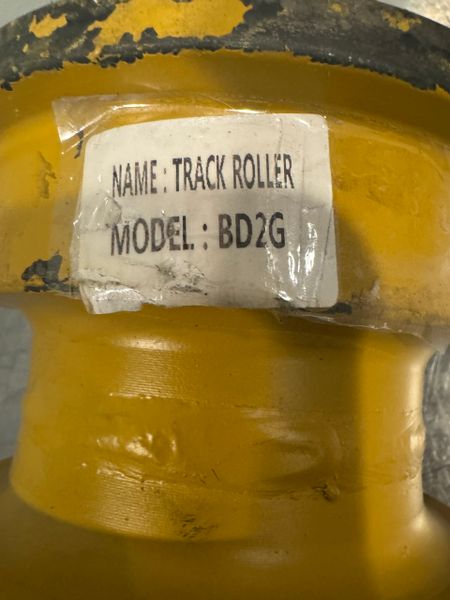 NAME : TRACK ROLLER
MODEL : BD2G